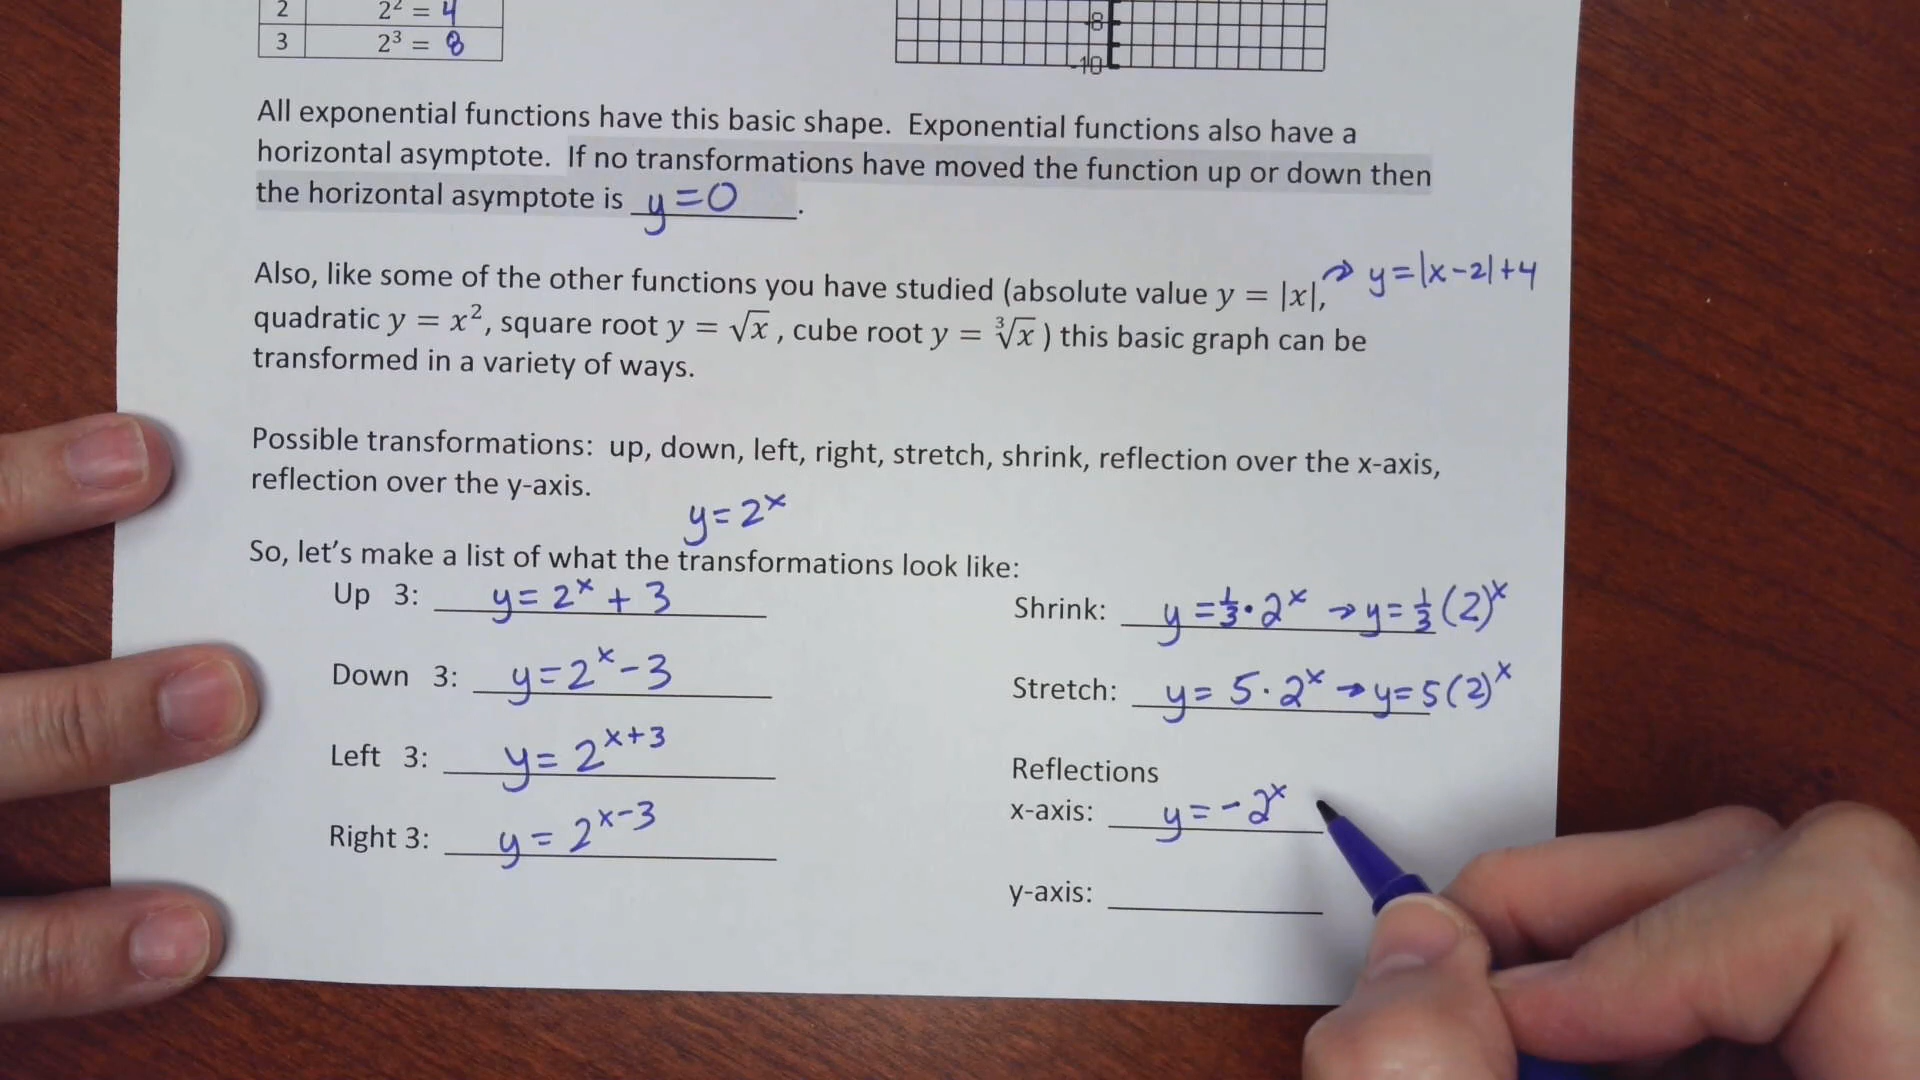 2 2² = 4
3 2³ = 8
-8
-10
All exponential functions have this basic shape. Exponential functions also have a
horizontal asymptote. If no transformations have moved the function up or down then
the horizontal asymptote is y=0.
Also, like some of the other functions you have studied (absolute value y = |x|, → y=|x-2|+4
quadratic y = x², square root y = √x , cube root y = ∛x ) this basic graph can be
transformed in a variety of ways.
Possible transformations: up, down, left, right, stretch, shrink, reflection over the x-axis,
reflection over the y-axis.
y=2ˣ
So, let's make a list of what the transformations look like:
Up 3: y=2ˣ + 3
Down 3: y=2ˣ-3
Left 3: y=2ˣ⁺³
Right 3: y=2ˣ⁻³
Shrink: y=⅓·2ˣ → y=⅓(2)ˣ
Stretch: y=5·2ˣ → y=5(2)ˣ
Reflections
x-axis: y=-2ˣ
y-axis: